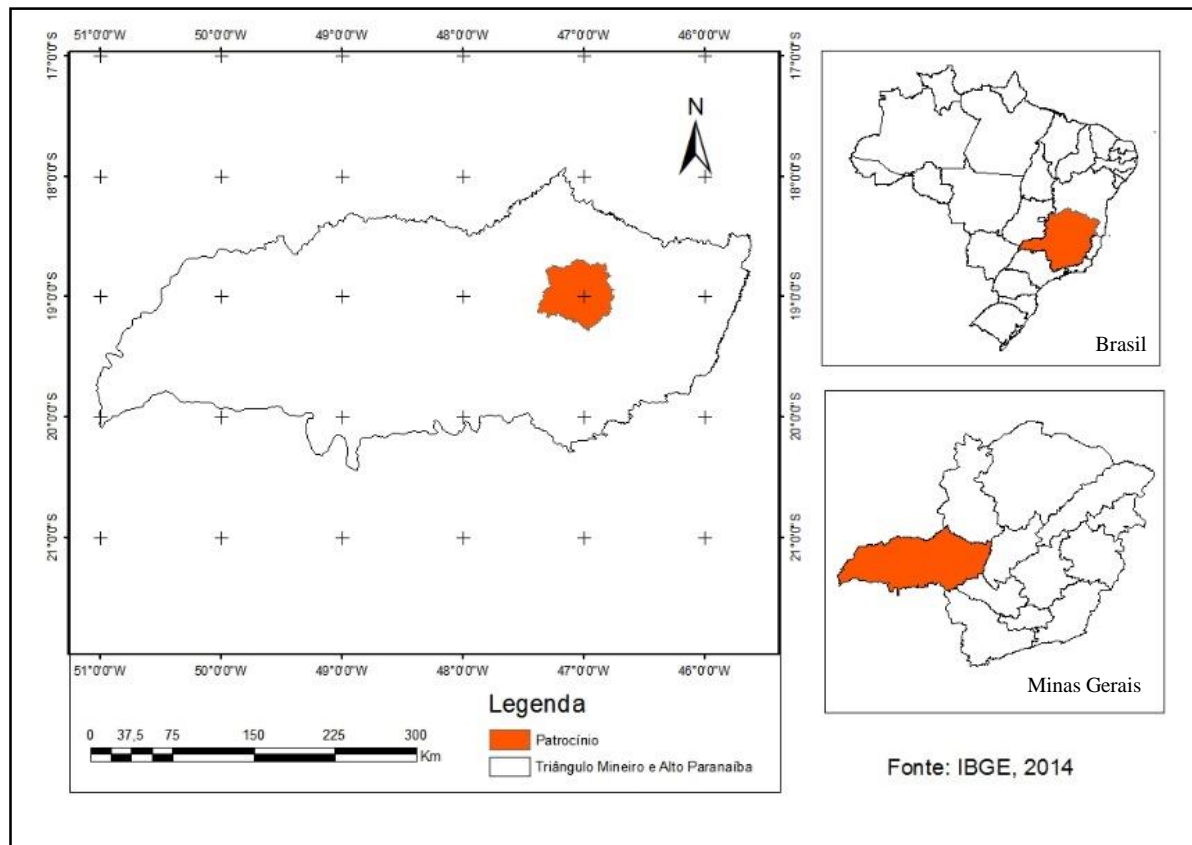 51°0'0"W 50°0'0"W 49°0'0"W 48°0'0"W 47°0'0"W 46°0'0"W
17°0'0"S 17°0'0"S
N
18°0'0"S 18°0'0"S
19°0'0"S 19°0'0"S
20°0'0"S 20°0'0"S
21°0'0"S 21°0'0"S
51°0'0"W 50°0'0"W 49°0'0"W 48°0'0"W 47°0'0"W 46°0'0"W
0 37,5 75 150 225 300
Km
Legenda
Patrocínio
Triângulo Mineiro e Alto Paranaíba
Brasil
Minas Gerais
Fonte: IBGE, 2014